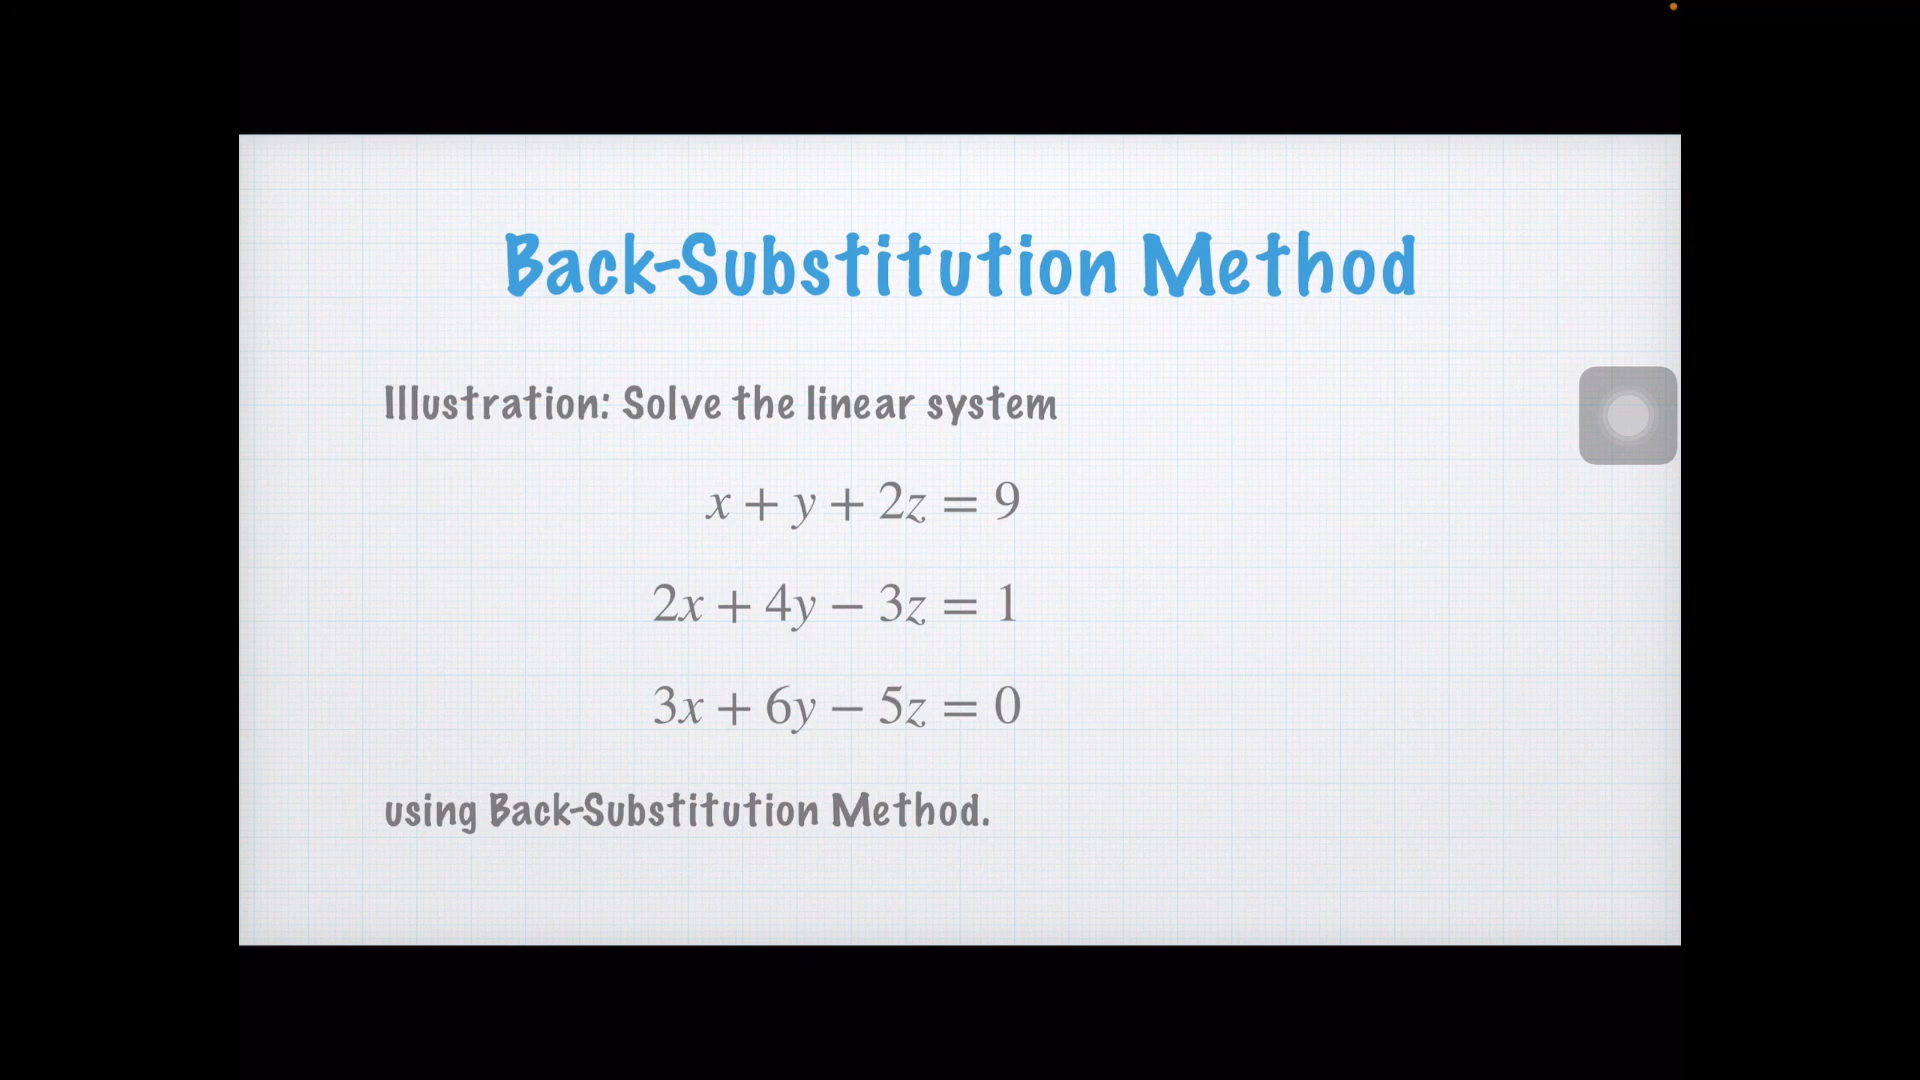 Back-Substitution Method
Illustration: Solve the linear system
x + y + 2z = 9
2x + 4y − 3z = 1
3x + 6y − 5z = 0
using Back-Substitution Method.